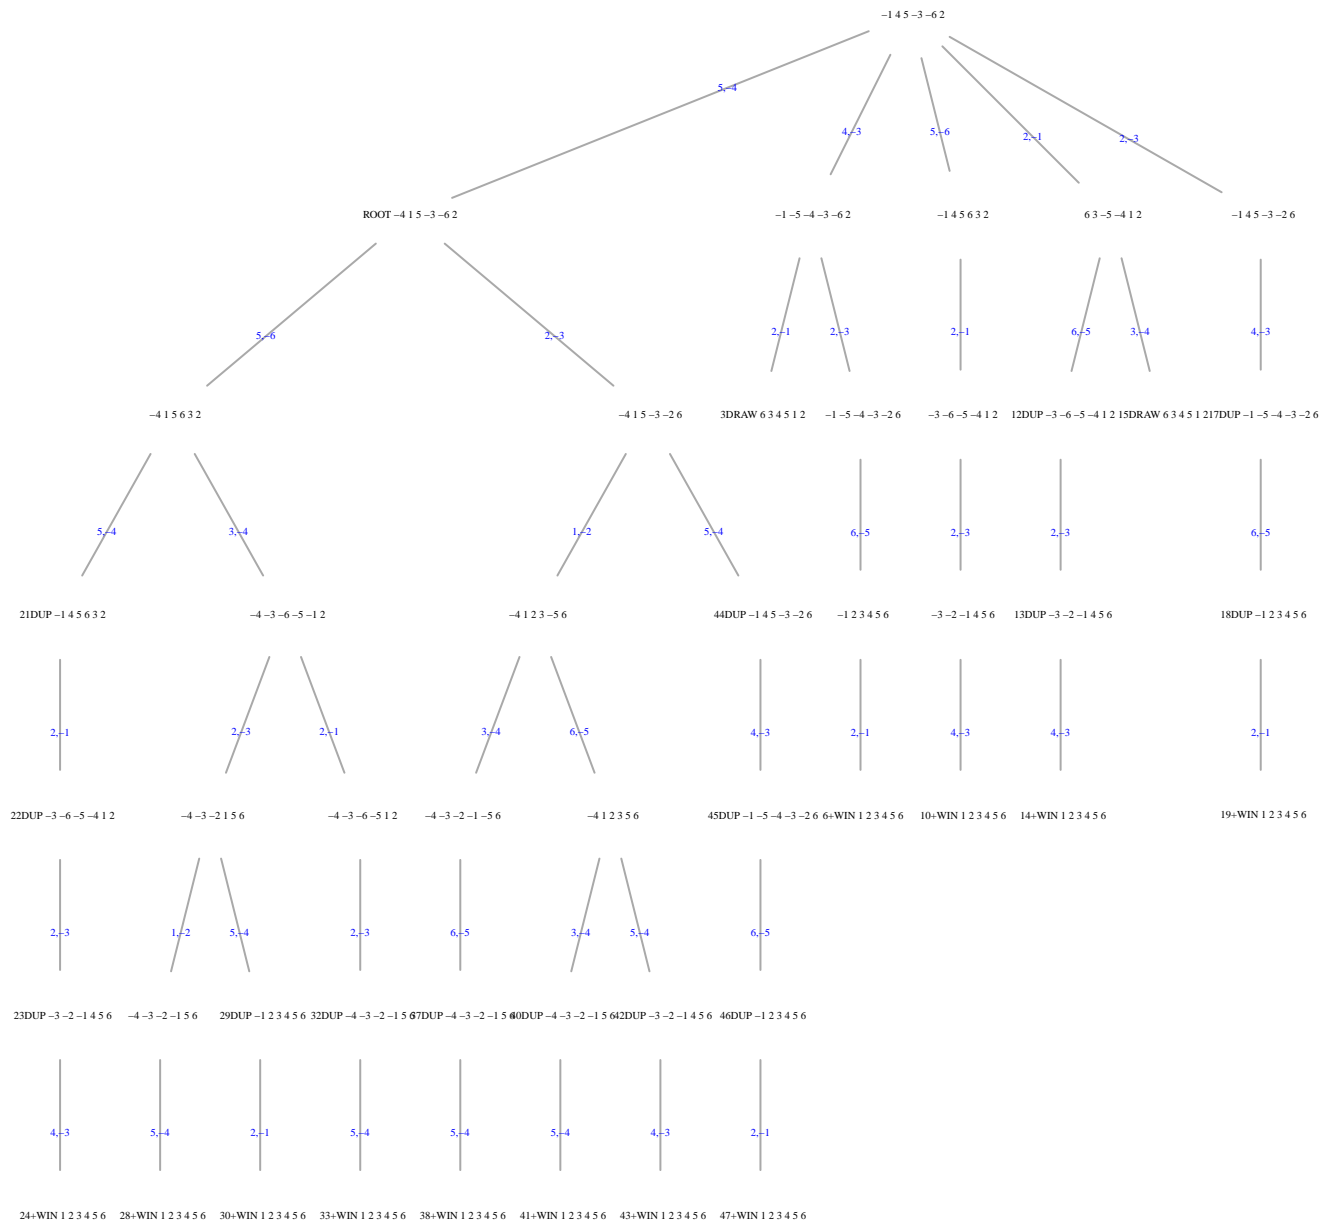 −1 4 5 −3 −6 2
5,−4
4,−3
5,−6
2,−1
2,−3
ROOT −4 1 5 −3 −6 2
−1 −5 −4 −3 −6 2
−1 4 5 6 3 2
6 3 −5 −4 1 2
−1 4 5 −3 −2 6
5,−6
2,−3
2,−1
2,−3
2,−1
6,−5
3,−4
4,−3
−4 1 5 6 3 2
−4 1 5 −3 −2 6
3DRAW 6 3 4 5 1 2
−1 −5 −4 −3 −2 6
−3 −6 −5 −4 1 2
12DUP −3 −6 −5 −4 1 2
15DRAW 6 3 4 5 1 2
17DUP −1 −5 −4 −3 −2 6
5,−4
3,−4
1,−2
5,−4
6,−5
2,−3
2,−3
6,−5
21DUP −1 4 5 6 3 2
−4 −3 −6 −5 −1 2
−4 1 2 3 −5 6
44DUP −1 4 5 −3 −2 6
−1 2 3 4 5 6
−3 −2 −1 4 5 6
13DUP −3 −2 −1 4 5 6
18DUP −1 2 3 4 5 6
2,−1
2,−3
2,−1
3,−4
6,−5
4,−3
2,−1
4,−3
4,−3
2,−1
22DUP −3 −6 −5 −4 1 2
−4 −3 −2 1 5 6
−4 −3 −6 −5 1 2
−4 −3 −2 −1 −5 6
−4 1 2 3 5 6
45DUP −1 −5 −4 −3 −2 6
6+WIN 1 2 3 4 5 6
10+WIN 1 2 3 4 5 6
14+WIN 1 2 3 4 5 6
19+WIN 1 2 3 4 5 6
2,−3
1,−2
5,−4
2,−3
6,−5
3,−4
5,−4
6,−5
23DUP −3 −2 −1 4 5 6
−4 −3 −2 −1 5 6
29DUP −1 2 3 4 5 6
32DUP −4 −3 −2 −1 5 6
37DUP −4 −3 −2 −1 5 6
40DUP −4 −3 −2 −1 5 6
42DUP −3 −2 −1 4 5 6
46DUP −1 2 3 4 5 6
4,−3
5,−4
2,−1
5,−4
5,−4
5,−4
4,−3
2,−1
24+WIN 1 2 3 4 5 6
28+WIN 1 2 3 4 5 6
30+WIN 1 2 3 4 5 6
33+WIN 1 2 3 4 5 6
38+WIN 1 2 3 4 5 6
41+WIN 1 2 3 4 5 6
43+WIN 1 2 3 4 5 6
47+WIN 1 2 3 4 5 6